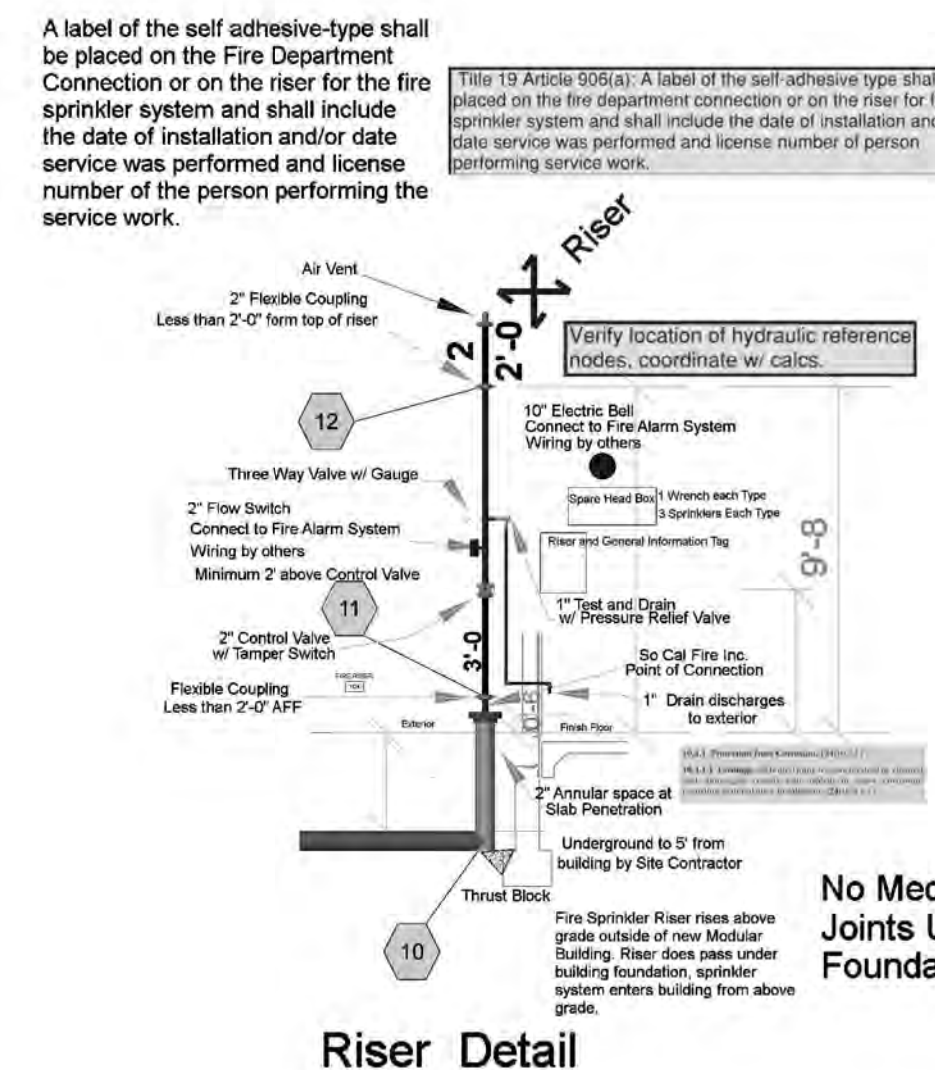 A label of the self adhesive-type shall
be placed on the Fire Department
Connection or on the riser for the fire
sprinkler system and shall include
the date of installation and/or date
service was performed and license
number of the person performing the
service work.
Title 19 Article 906(a): A label of the self-adhesive type shal
placed on the fire department connection or on the riser for
sprinkler system and shall include the date of installation and
date service was performed and license number of person
performing service work.
Riser
Air Vent
2" Flexible Coupling
Less than 2'-0" form top of riser
2
2'-0
Verify location of hydraulic reference
nodes, coordinate w/ calcs.
12
10" Electric Bell
Connect to Fire Alarm System
Wiring by others
Three Way Valve w/ Gauge
Spare Head Box
1 Wrench each Type
3 Sprinklers Each Type
2" Flow Switch
Connect to Fire Alarm System
Wiring by others
Minimum 2' above Control Valve
Riser and General Information Tag
9'-8
11
1" Test and Drain
w/ Pressure Relief Valve
2" Control Valve
w/ Tamper Switch
3'-0
So Cal Fire Inc.
Point of Connection
FIRE RISER
Flexible Coupling
Less than 2'-0" AFF
1" Drain discharges
to exterior
Exterior
Finish Floor
2" Annular space at
Slab Penetration
Underground to 5' from
building by Site Contractor
Thrust Block
10
Fire Sprinkler Riser rises above
grade outside of new Modular
Building. Riser does pass under
building foundation, sprinkler
system enters building from above
grade.
No Mec
Joints U
Founda
Riser Detail